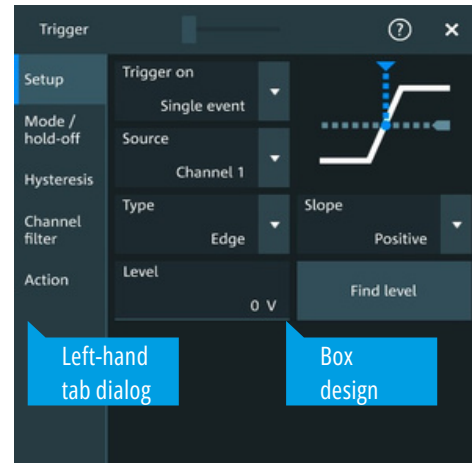 Trigger
?
×
Setup
Mode /
hold-off
Hysteresis
Channel
filter
Action
Trigger on
Single event
Source
Channel 1
Type
Edge
Slope
Positive
Level
0 V
Find level
Left-hand
tab dialog
Box
design